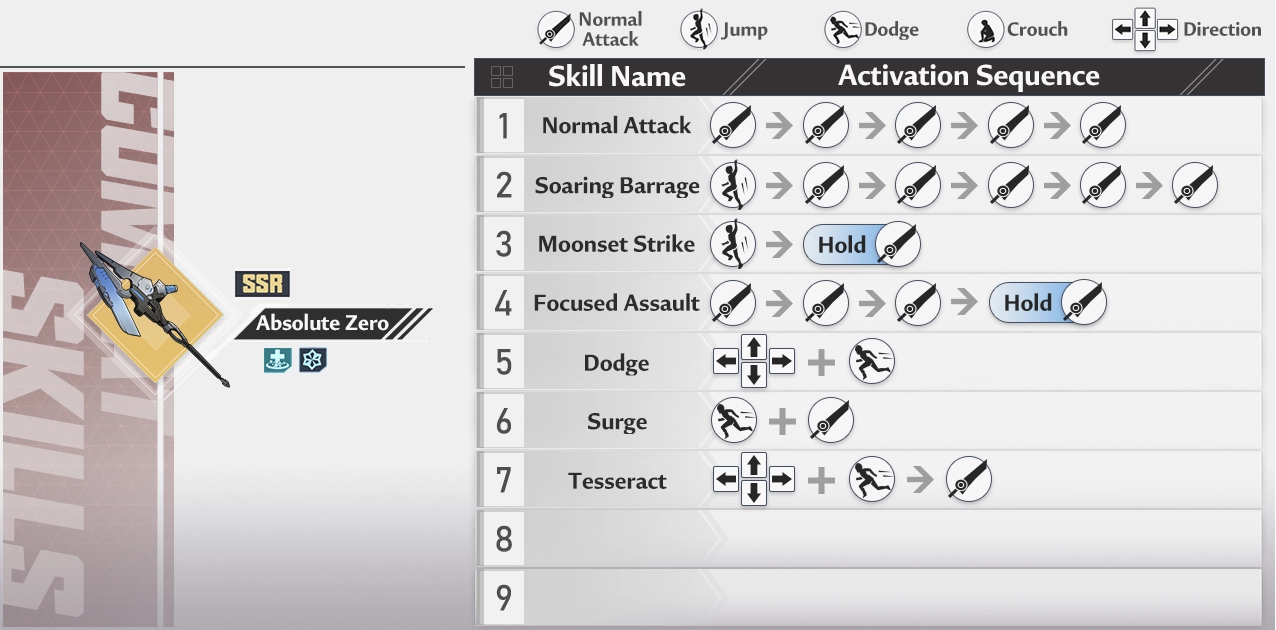 Normal
Attack
Jump
Dodge
Crouch
Direction
Skill Name
Activation Sequence
1 Normal Attack
2 Soaring Barrage
3 Moonset Strike Hold
4 Focused Assault Hold
5 Dodge
6 Surge
7 Tesseract
8
9
SSR
Absolute Zero
SKILLS